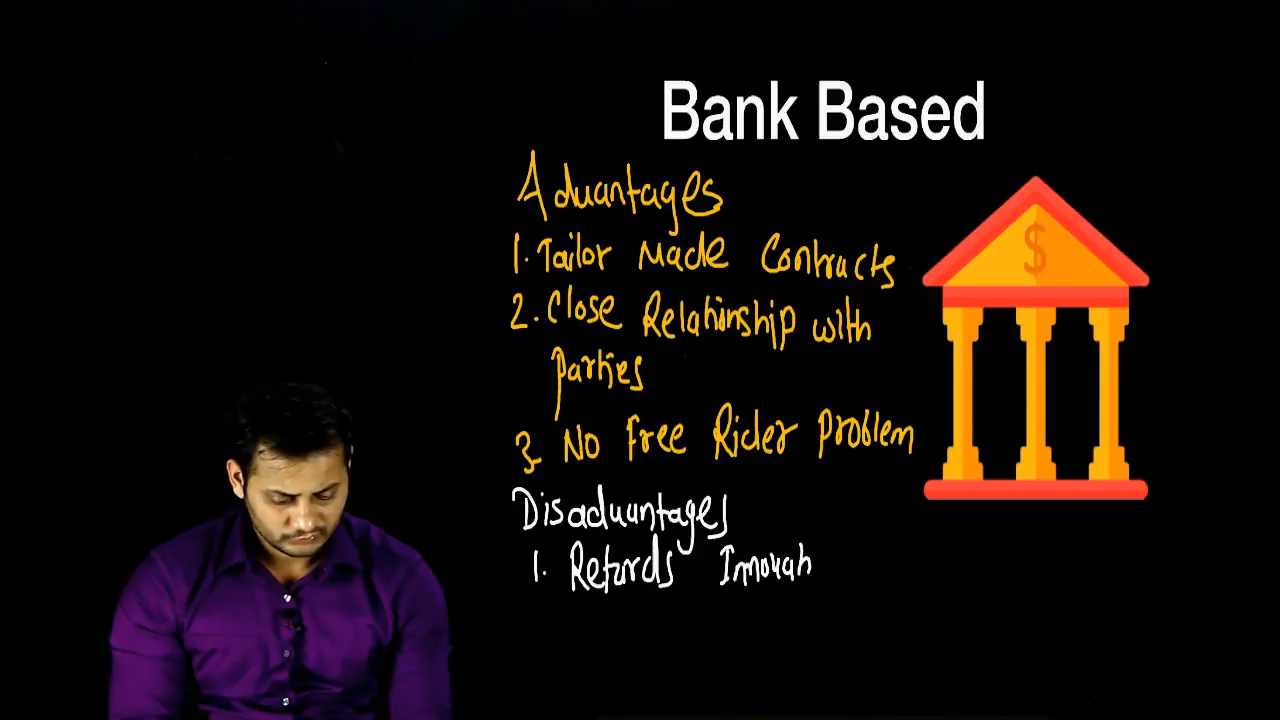 Bank Based
Advantages
1. Tailor Made Contracts
2. Close Relationship with
parties
3. No Free Rider Problem
Disadvantages
1. Retards Innovati
$